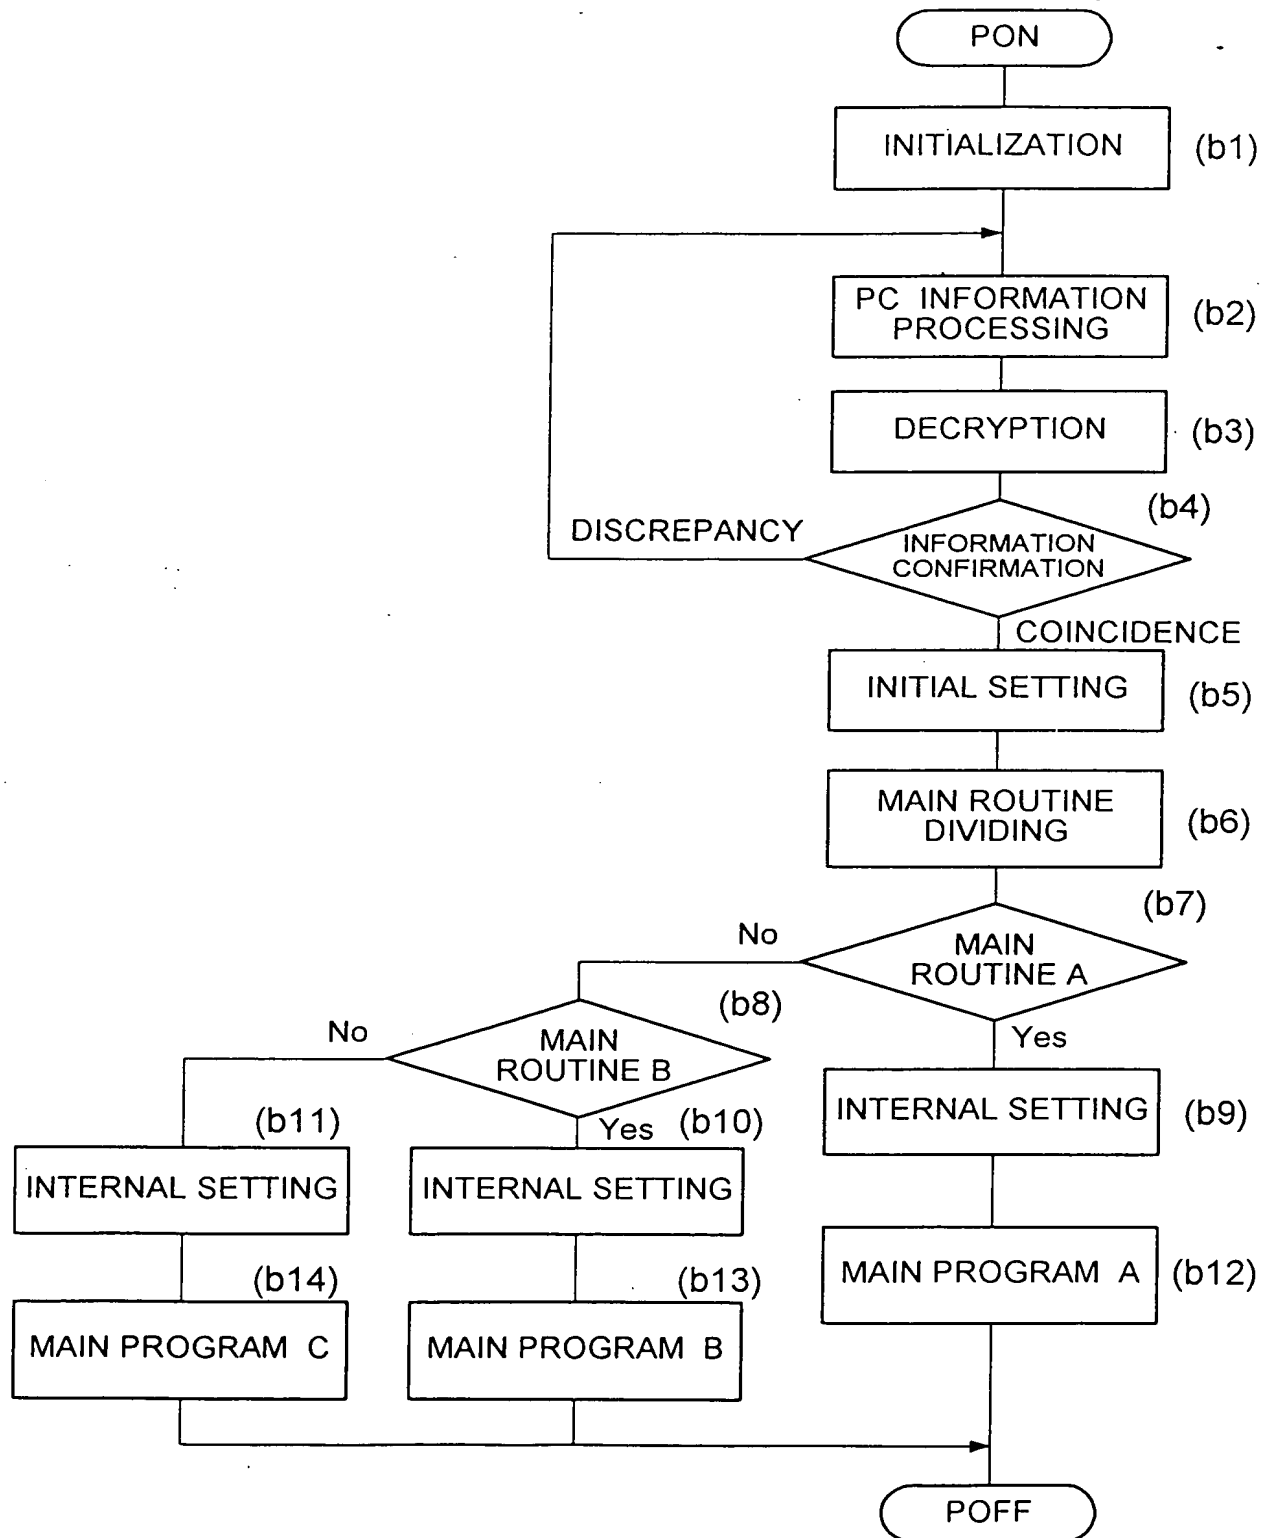 PON
INITIALIZATION
(b1)
PC INFORMATION
PROCESSING
(b2)
DECRYPTION
(b3)
(b4)
DISCREPANCY
INFORMATION
CONFIRMATION
COINCIDENCE
INITIAL SETTING
(b5)
MAIN ROUTINE
DIVIDING
(b6)
(b7)
No
MAIN
ROUTINE A
(b8)
No
MAIN
ROUTINE B
Yes
INTERNAL SETTING
(b9)
(b11)
Yes
(b10)
INTERNAL SETTING
INTERNAL SETTING
MAIN PROGRAM A
(b12)
(b14)
(b13)
MAIN PROGRAM C
MAIN PROGRAM B
POFF